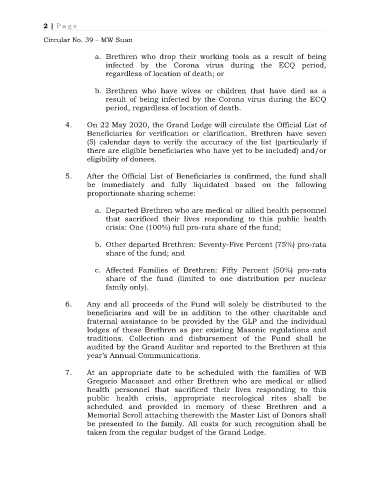 2 | Page
Circular No. 39 – MW Suan
a. Brethren who drop their working tools as a result of being
infected by the Corona virus during the ECQ period,
regardless of location of death; or
b. Brethren who have wives or children that have died as a
result of being infected by the Corona virus during the ECQ
period, regardless of location of death.
4. On 22 May 2020, the Grand Lodge will circulate the Official List of
Beneficiaries for verification or clarification. Brethren have seven
(5) calendar days to verify the accuracy of the list (particularly if
there are eligible beneficiaries who have yet to be included) and/or
eligibility of donees.
5. After the Official List of Beneficiaries is confirmed, the fund shall
be immediately and fully liquidated based on the following
proportionate sharing scheme:
a. Departed Brethren who are medical or allied health personnel
that sacrificed their lives responding to this public health
crisis: One (100%) full pro-rata share of the fund;
b. Other departed Brethren: Seventy-Five Percent (75%) pro-rata
share of the fund; and
c. Affected Families of Brethren: Fifty Percent (50%) pro-rata
share of the fund (limited to one distribution per nuclear
family only).
6. Any and all proceeds of the Fund will solely be distributed to the
beneficiaries and will be in addition to the other charitable and
fraternal assistance to be provided by the GLP and the individual
lodges of these Brethren as per existing Masonic regulations and
traditions. Collection and disbursement of the Fund shall be
audited by the Grand Auditor and reported to the Brethren at this
year's Annual Communications.
7. At an appropriate date to be scheduled with the families of WB
Gregorio Macasaet and other Brethren who are medical or allied
health personnel that sacrificed their lives responding to this
public health crisis, appropriate necrological rites shall be
scheduled and provided in memory of these Brethren and a
Memorial Scroll attaching therewith the Master List of Donors shall
be presented to the family. All costs for such recognition shall be
taken from the regular budget of the Grand Lodge.